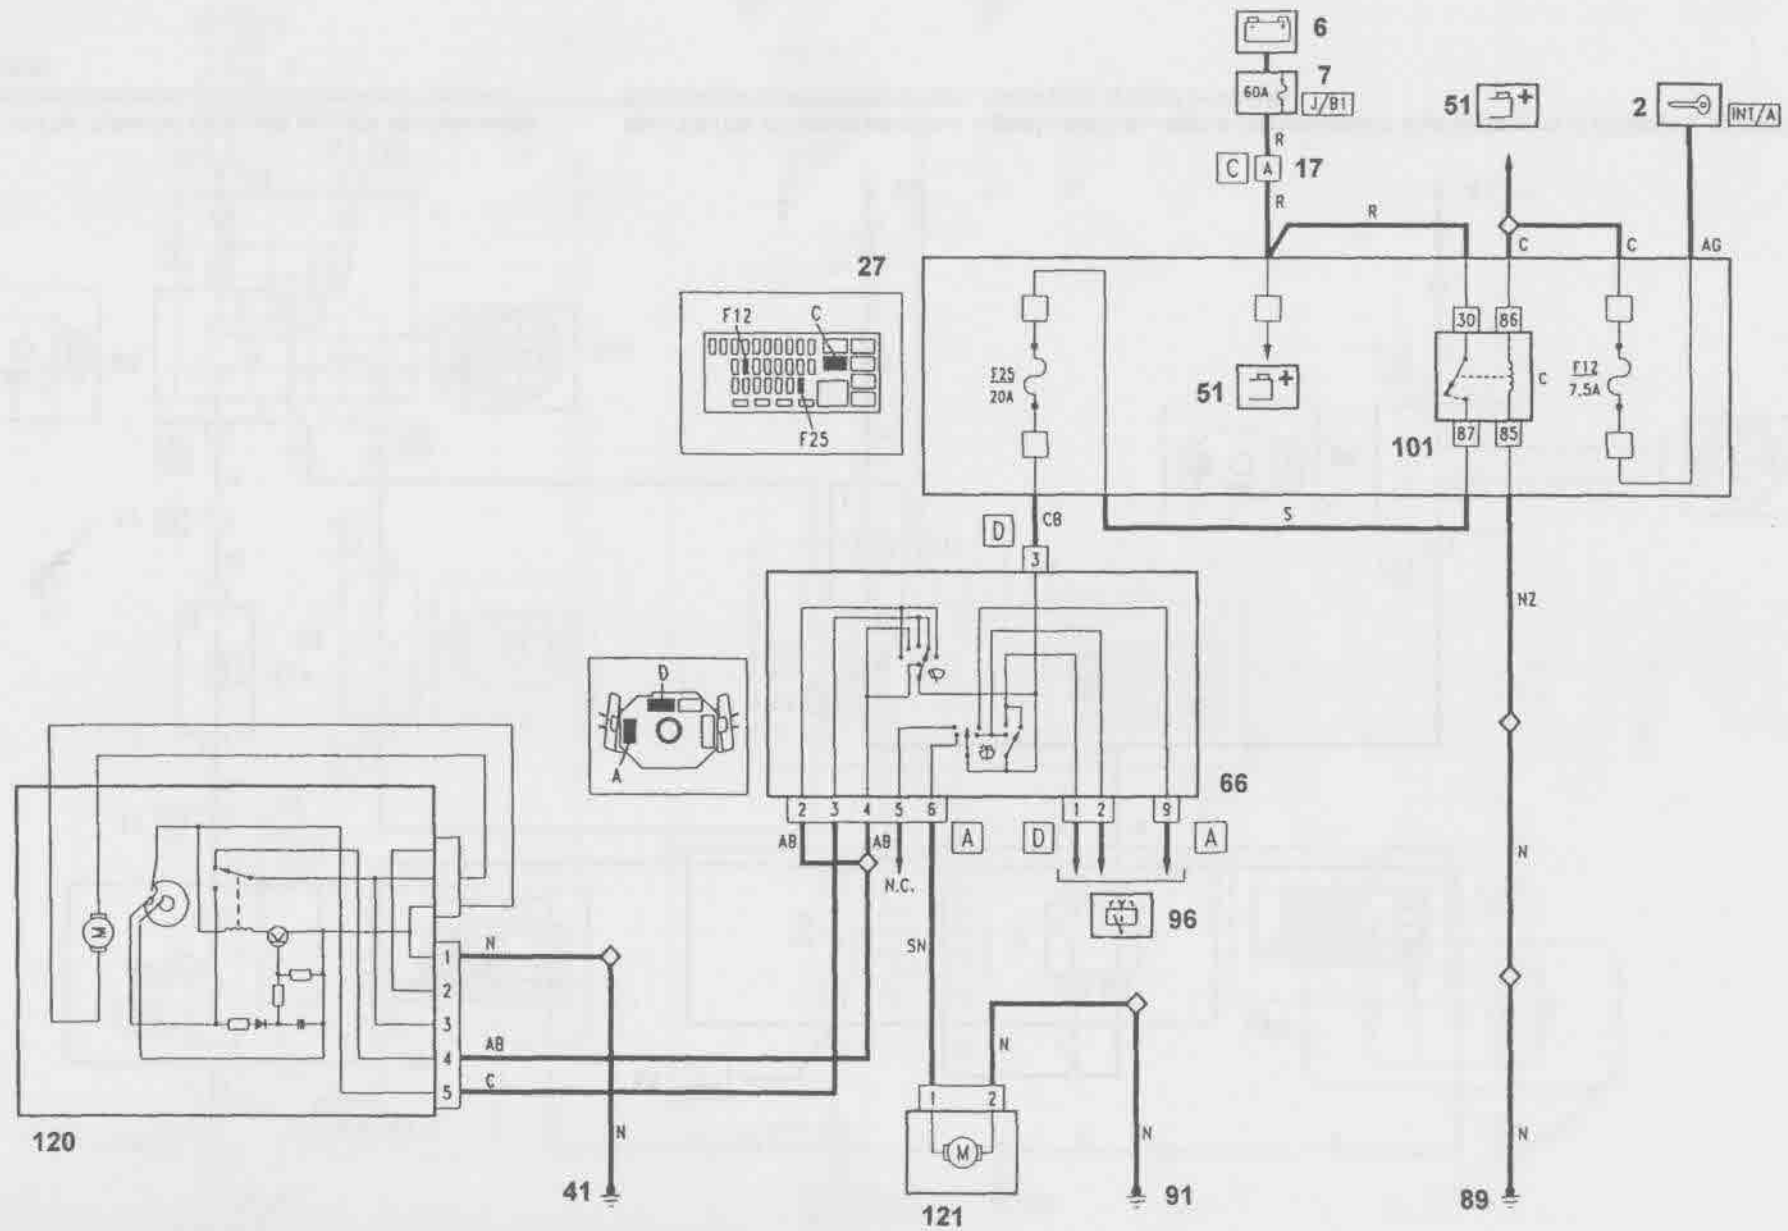 6
7
60A
J/B1
51 +
2
INT/A
R
C A 17
R
R
C
C
AG
27
F12 C
F25
F25
20A
51 +
30 86
C
87 85
101
F12
7.5A
D
CB
S
3
NZ
D
A
66
2 3 4 5 6
1 2
9
AB
AB
A
D
A
N.C.
96
SN
N
M
1
N
2
3
4
AB
5
C
N
N
1 2
M
N
N
120
41
121
91
89